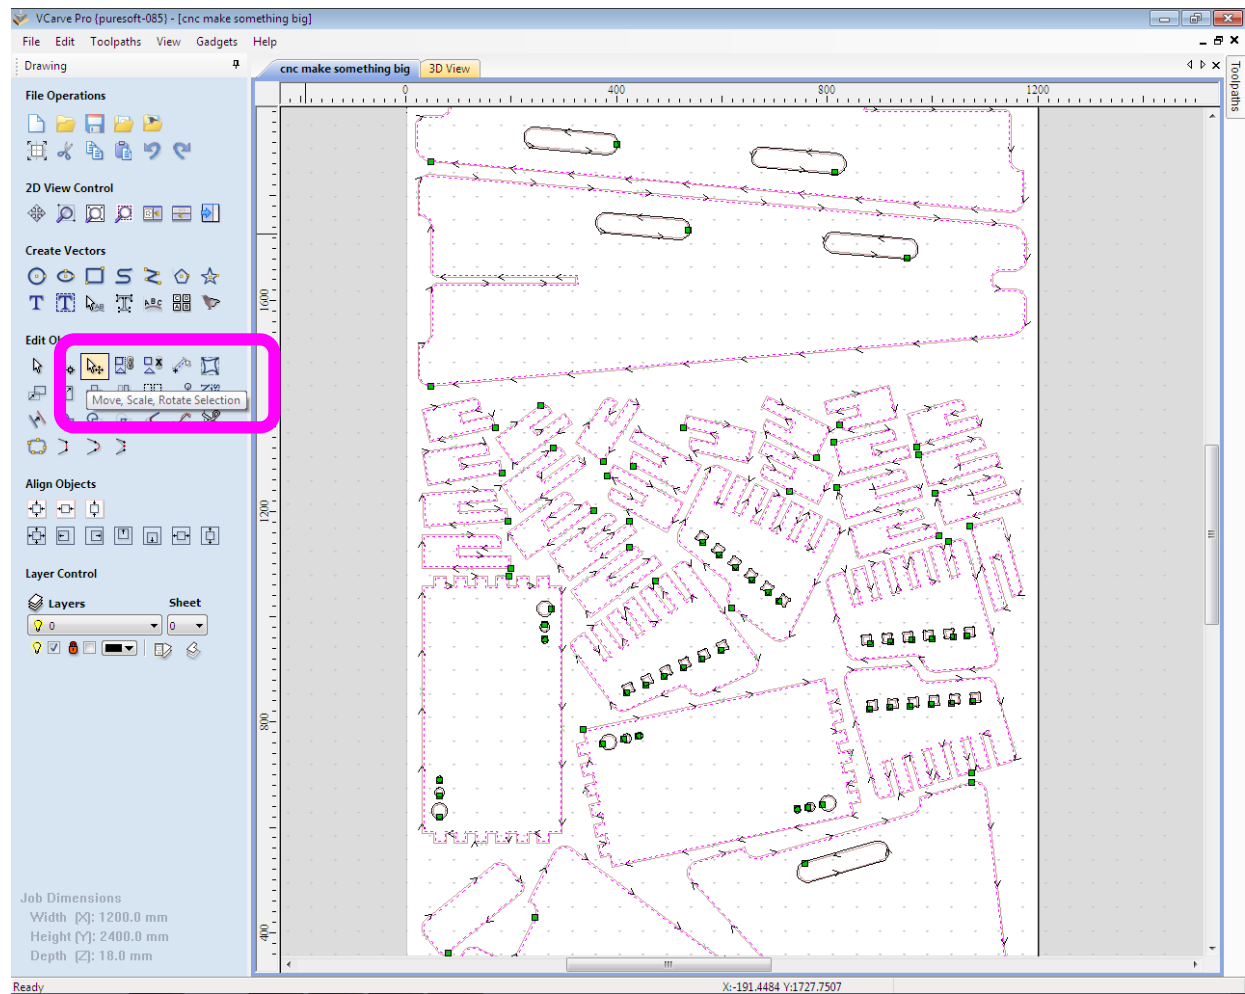 VCarve Pro {puresoft-085} - [cnc make something big]
File Edit Toolpaths View Gadgets Help
Drawing
cnc make something big 3D View
Toolpaths
File Operations
0 400 800 1200
2D View Control
Create Vectors
1600
Edit Ob
Move, Scale, Rotate Selection
Align Objects
1200
Layer Control
Layers Sheet
0 0
800
Job Dimensions
Width (X): 1200.0 mm
Height (Y): 2400.0 mm
Depth (Z): 18.0 mm
400
Ready X:-191.4484 Y:1727.7507